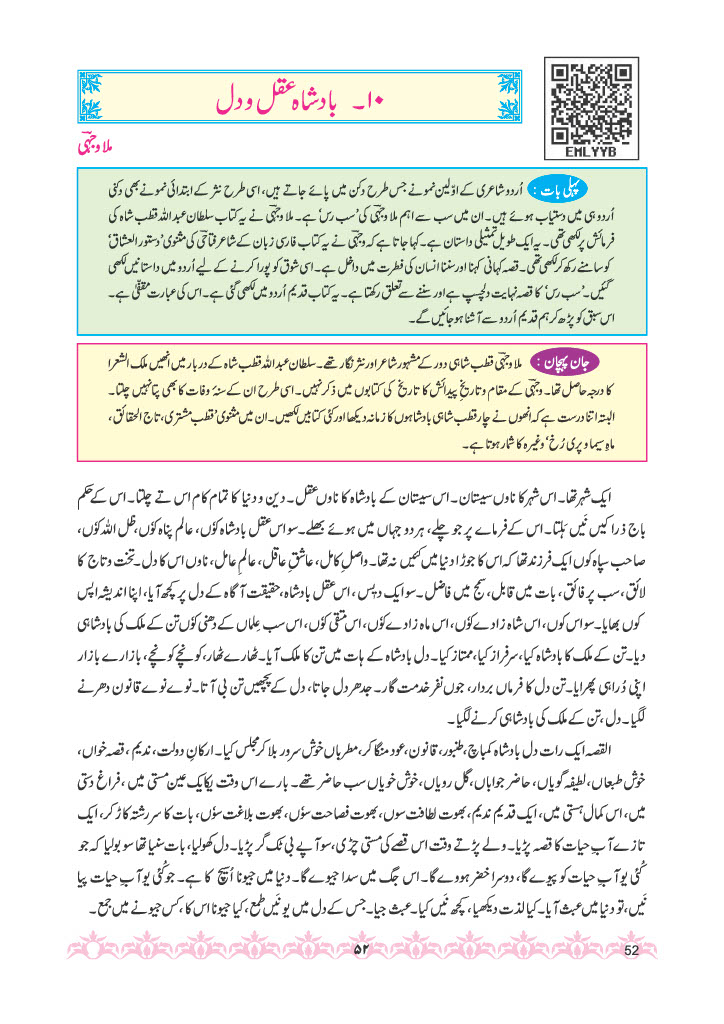 EMLYYB
۱۰۔ بادشاہ عقل و دل
ملا وجہیؔ
پہلی بات : اُردو شاعری کے اوّلین نمونے جس طرح دکن میں پائے جاتے ہیں، اسی طرح نثر کے ابتدائی نمونے بھی دکنی
اُردو ہی میں دستیاب ہوئے ہیں۔ ان میں سب سے اہم ملا وجہیؔ کی 'سب رس' ہے۔ ملا وجہیؔ نے یہ کتاب سلطان عبداللہ قطب شاہ کی
فرمائش پر لکھی تھی۔ یہ ایک طویل تمثیلی داستان ہے۔ کہا جاتا ہے کہ وجہیؔ نے یہ کتاب فارسی زبان کے شاعر فتاحیؔ کی مثنوی 'دستور العشاق'
کو سامنے رکھ کر لکھی تھی۔ قصہ کہانی کہنا اور سننا انسان کی فطرت میں داخل ہے۔ اسی شوق کو پورا کرنے کے لیے اُردو میں داستانیں لکھی
گئیں۔ 'سب رس' کا قصہ نہایت دلچسپ ہے اور سننے سے تعلق رکھتا ہے۔ یہ کتاب قدیم اُردو میں لکھی گئی ہے۔ اس کی عبارت مقفّیٰ ہے۔
اس سبق کو پڑھ کر ہم قدیم اُردو سے آشنا ہو جائیں گے۔
جان پہچان : ملا وجہیؔ قطب شاہی دور کے مشہور شاعر اور نثر نگار تھے۔ سلطان عبداللہ قطب شاہ کے دربار میں انھیں ملک الشعرا
کا درجہ حاصل تھا۔ وجہیؔ کے مقام و تاریخ پیدائش کا تاریخ کی کتابوں میں ذکر نہیں۔ اسی طرح ان کے سنۂ وفات کا بھی پتا نہیں چلتا۔
البتہ اتنا درست ہے کہ انھوں نے چار قطب شاہی بادشاہوں کا زمانہ دیکھا اور کئی کتابیں لکھیں۔ ان میں مثنوی 'قطب مشتری، تاج الحقائق،
ماہ سیما و پری رُخ' وغیرہ کا شمار ہوتا ہے۔
ایک شہر تھا۔ اس شہر کا ناوں سیستان۔ اس سیستان کے بادشاہ کا ناوں عقل۔ دین و دنیا کا تمام کام اس تے چلتا۔ اس کے حکم
باج ذرا کیں نَیں ہلتا۔ اس کے فرماے پر جو چلے، ہر دو جہاں میں ہوئے بھلے۔ سو اس عقل بادشاہ کوٗں، عالم پناہ کوٗں، ظل اللہ کوٗں،
صاحب سپاہ کوں ایک فرزند تھا کہ اس کا جوڑا دنیا میں کئیں نہ تھا۔ واصلِ کامل، عاشقِ عاقل، عالمِ عامل، ناوں اس کا دل۔ تخت و تاج کا
لائق، سب پر فائق، بات میں قابل، سمج میں فاضل۔ سو ایک دیس، اس عقل بادشاہ، حقیقت آگاہ کے دل پر کچھ آیا، اپنا اندیشہ اپس
کوں بھایا۔ سو اس کوں، اس شاہ زادے کوٗں، اس ماہ زادے کوٗں، اس متقی کوٗں، اس سب علماں کے دھنی کوٗں تن کے ملک کی بادشاہی
دیا۔ تن کے ملک کا بادشاہ کیا، سرفراز کیا، ممتاز کیا۔ دل بادشاہ کے ہات میں تن کا ملک آیا۔ ٹھارے ٹھار، کونچے کونچے، بازارے بازار
اپنی دُراہی پھرایا۔ تن دل کا فرماں بردار، جوں نفر خدمت گار۔ جدھر دل جاتا، دل کے پچھیں تن بی آتا۔ نوے نوے قانون دھرنے
لگیا۔ دل، تن کے ملک کی بادشاہی کرنے لگیا۔
القصہ ایک رات دل بادشاہ کمپاچ، طنبور، قانون، عود منگا کر، مطرباں خوش سرور بلا کر مجلس کیا۔ ارکانِ دولت، ندیم، قصہ خواں،
خوش طبعاں، لطیفہ گویاں، حاضر جواباں، گل رویاں، خوش خویاں سب حاضر تھے۔ بارے اس وقت یکایک عین مستی میں، فراغ دستی
میں، اس کمال ہستی میں، ایک قدیم ندیم، بھوت لطافت سوں، بھوت فصاحت سوٗں، بھوت بلاغت سوٗں، بات کا سر رشتہ کاڑ کر، ایک
تازے آبِ حیات کا قصہ پڑیا۔ ولے پڑتے وقت اس قصے کی مستی چڑی، سو آپے بی ٹک گر پڑیا۔ دل کھولیا، بات سنیا تھا سو بولیا کہ جو
کُئی یو آبِ حیات کو پیوے گا، دوسرا خضر ہووے گا۔ اس جگ میں سدا جیوے گا۔ دنیا میں جیونا اُسیچ کا ہے۔ جو کُئی یو آبِ حیات پیا
نَیں، تو دنیا میں عبث آیا۔ کیا لذت دیکھیا، کچھ نَیں کیا۔ عبث جیا۔ جس کے دل میں یو نَیں طمع، کیا جیونا اس کا، کس جیونے میں جمع۔
۵۲
52